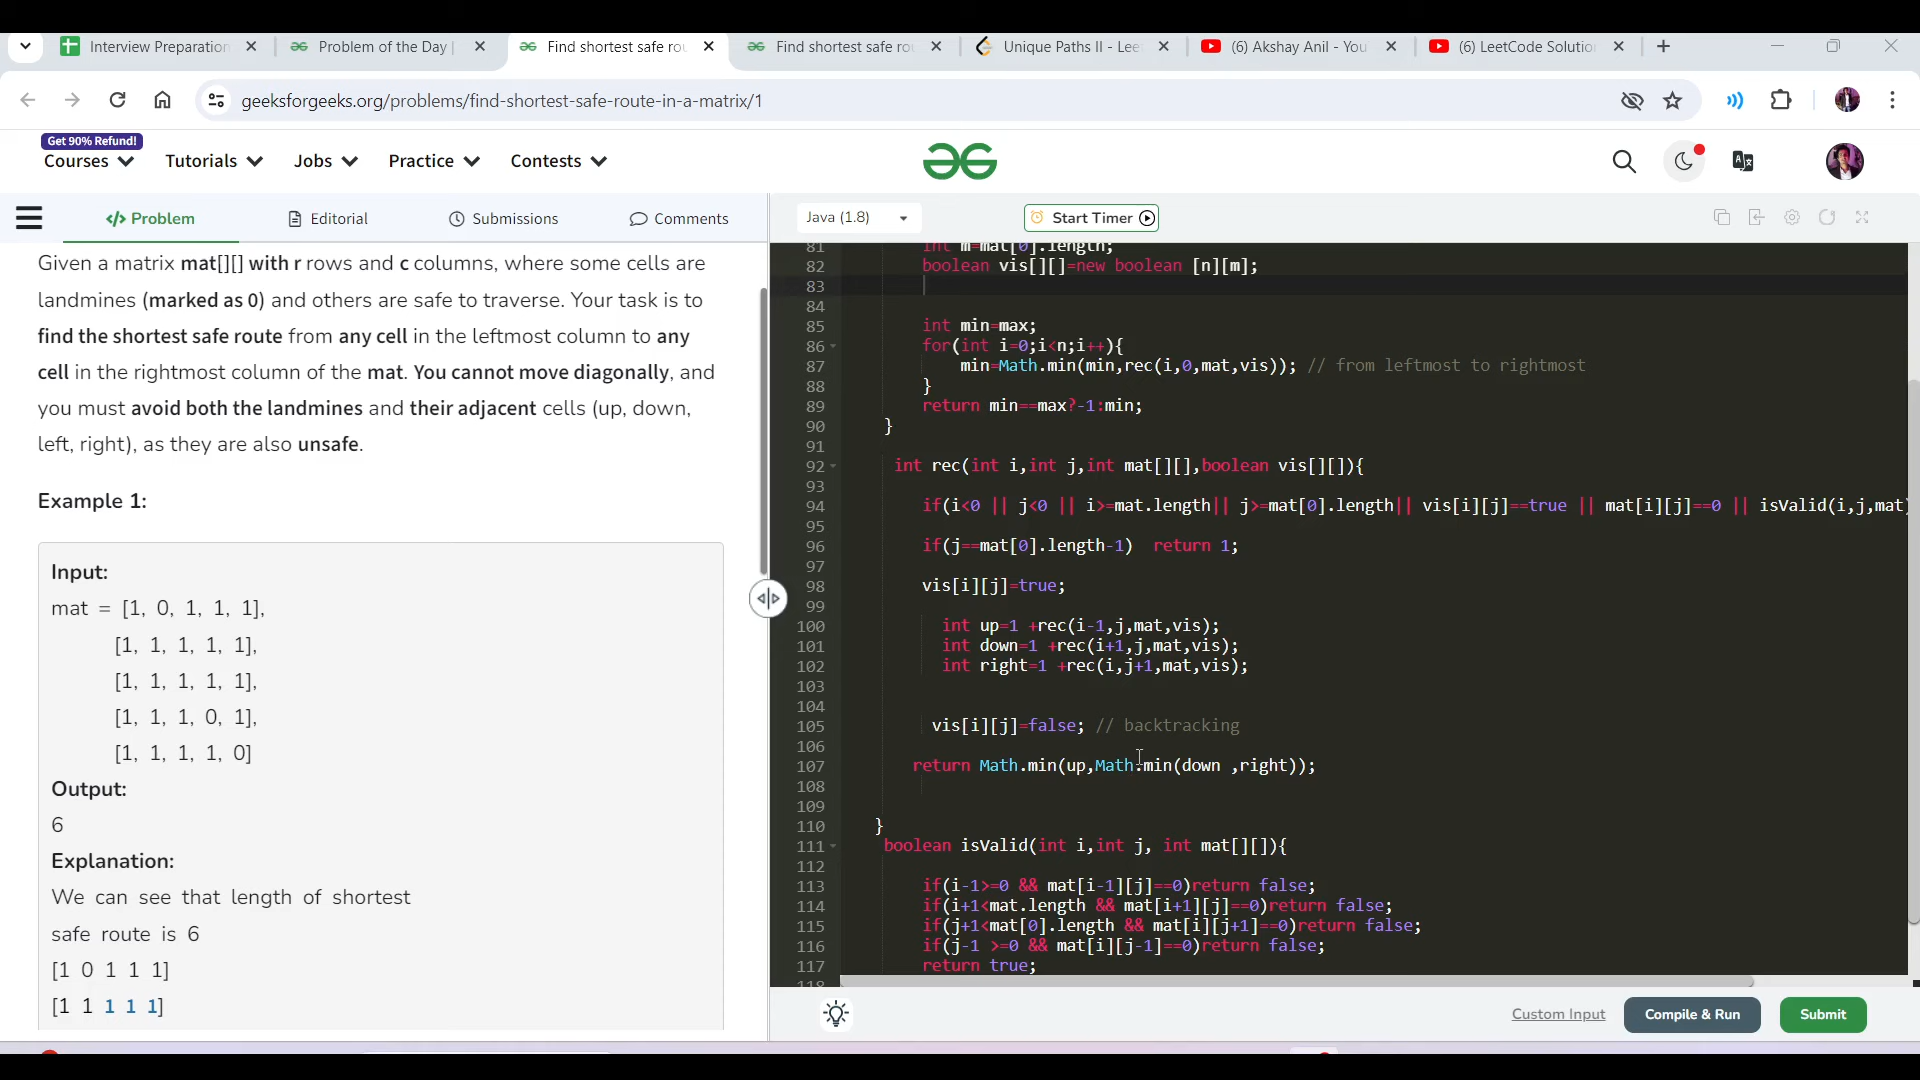 Interview Preparation
Problem of the Day |
Find shortest safe rou
Find shortest safe ro
Unique Paths II - Lee
(6) Akshay Anil - You
(6) LeetCode Solutio
geeksforgeeks.org/problems/find-shortest-safe-route-in-a-matrix/1
Get 90% Refund!
Courses
Tutorials
Jobs
Practice
Contests
</> Problem
Editorial
Submissions
Comments
Java (1.8)
Start Timer
Given a matrix mat[][] with r rows and c columns, where some cells are
landmines (marked as 0) and others are safe to traverse. Your task is to
find the shortest safe route from any cell in the leftmost column to any
cell in the rightmost column of the mat. You cannot move diagonally, and
you must avoid both the landmines and their adjacent cells (up, down,
left, right), as they are also unsafe.
Example 1:
Input:
mat = [1, 0, 1, 1, 1],
[1, 1, 1, 1, 1],
[1, 1, 1, 1, 1],
[1, 1, 1, 0, 1],
[1, 1, 1, 1, 0]
Output:
6
Explanation:
We can see that length of shortest
safe route is 6
[1 0 1 1 1]
[1 1 1 1 1]
81 int m=mat[0].length;
82 boolean vis[][]=new boolean [n][m];
83
84
85 int min=max;
86 for(int i=0;i<n;i++){
87 min=Math.min(min,rec(i,0,mat,vis)); // from leftmost to rightmost
88 }
89 return min==max?-1:min;
90 }
91
92 int rec(int i,int j,int mat[][],boolean vis[][]){
93
94 if(i<0 || j<0 || i>=mat.length|| j>=mat[0].length|| vis[i][j]==true || mat[i][j]==0 || isValid(i,j,mat)
95
96 if(j==mat[0].length-1) return 1;
97
98 vis[i][j]=true;
99
100 int up=1 +rec(i-1,j,mat,vis);
101 int down=1 +rec(i+1,j,mat,vis);
102 int right=1 +rec(i,j+1,mat,vis);
103
104
105 vis[i][j]=false; // backtracking
106
107 return Math.min(up,Math.min(down ,right));
108
109
110 }
111 boolean isValid(int i,int j, int mat[][]){
112
113 if(i-1>=0 && mat[i-1][j]==0)return false;
114 if(i+1<mat.length && mat[i+1][j]==0)return false;
115 if(j+1<mat[0].length && mat[i][j+1]==0)return false;
116 if(j-1 >=0 && mat[i][j-1]==0)return false;
117 return true;
118
Custom Input
Compile & Run
Submit